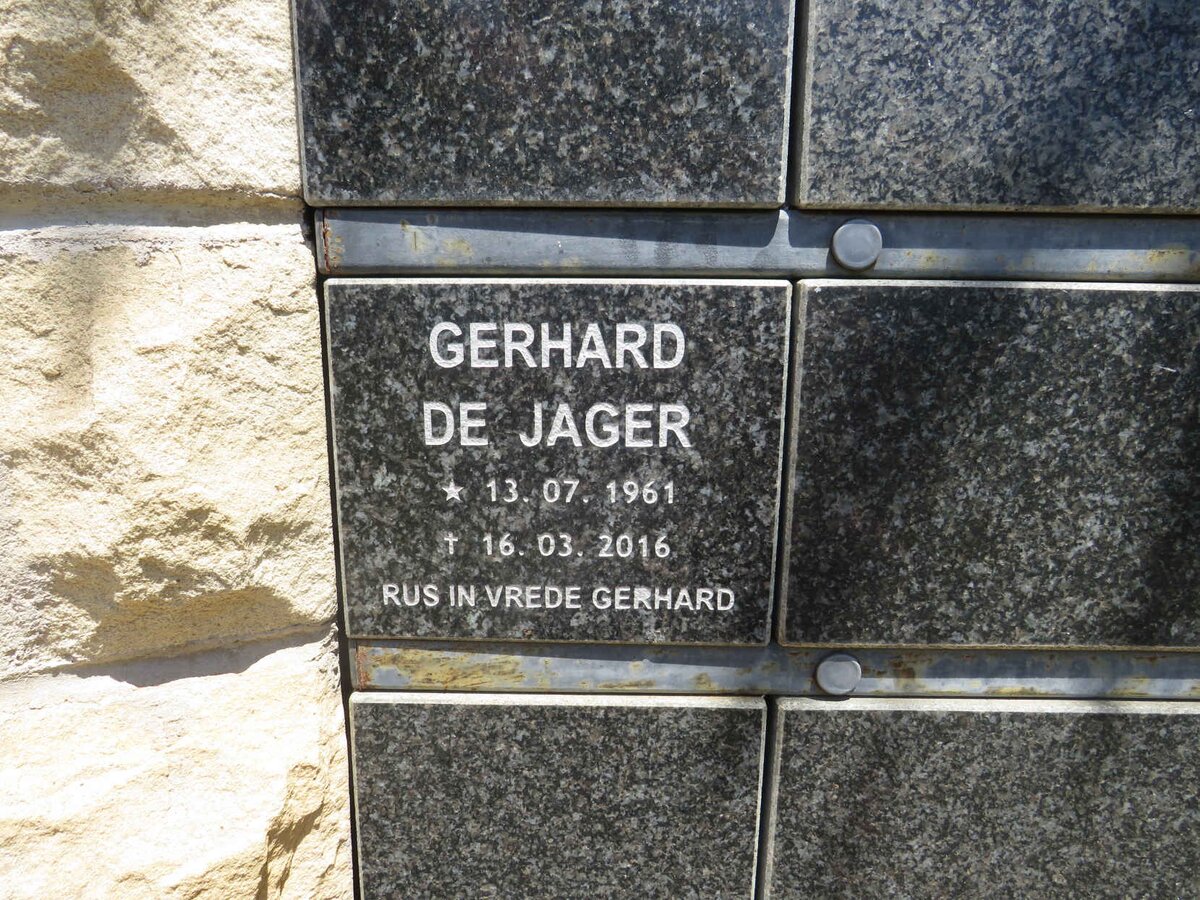 GERHARD
DE JAGER
★ 13. 07. 1961
† 16. 03. 2016
RUS IN VREDE GERHARD